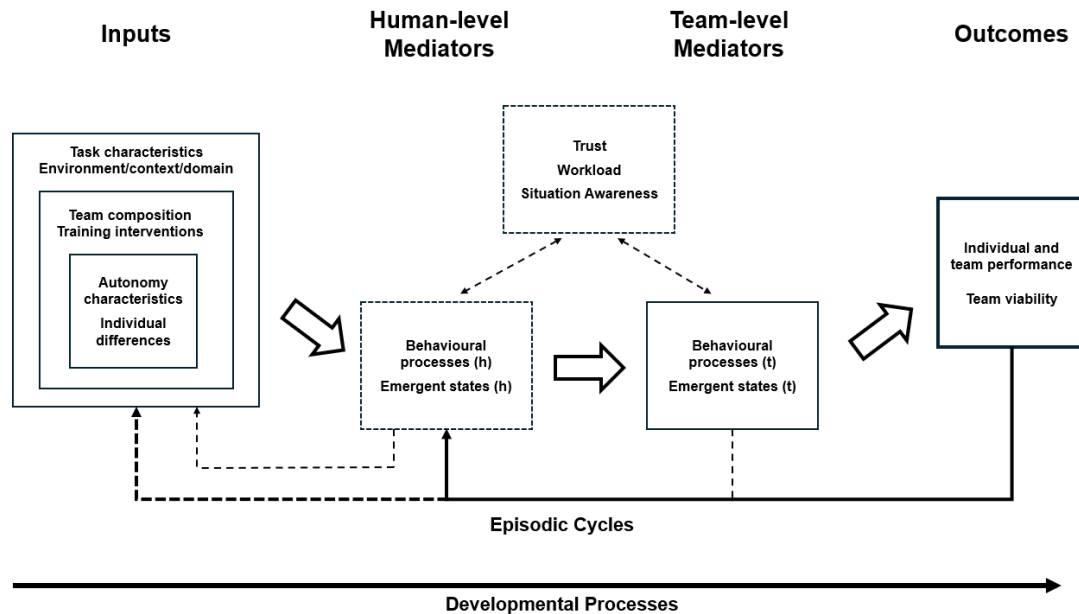 Inputs
Human-level
Mediators
Team-level
Mediators
Outcomes
Task characteristics
Environment/context/domain
Team composition
Training interventions
Autonomy
characteristics
Individual
differences
Trust
Workload
Situation Awareness
Behavioural
processes (h)
Emergent states (h)
Behavioural
processes (t)
Emergent states (t)
Individual and
team performance
Team viability
Episodic Cycles
Developmental Processes